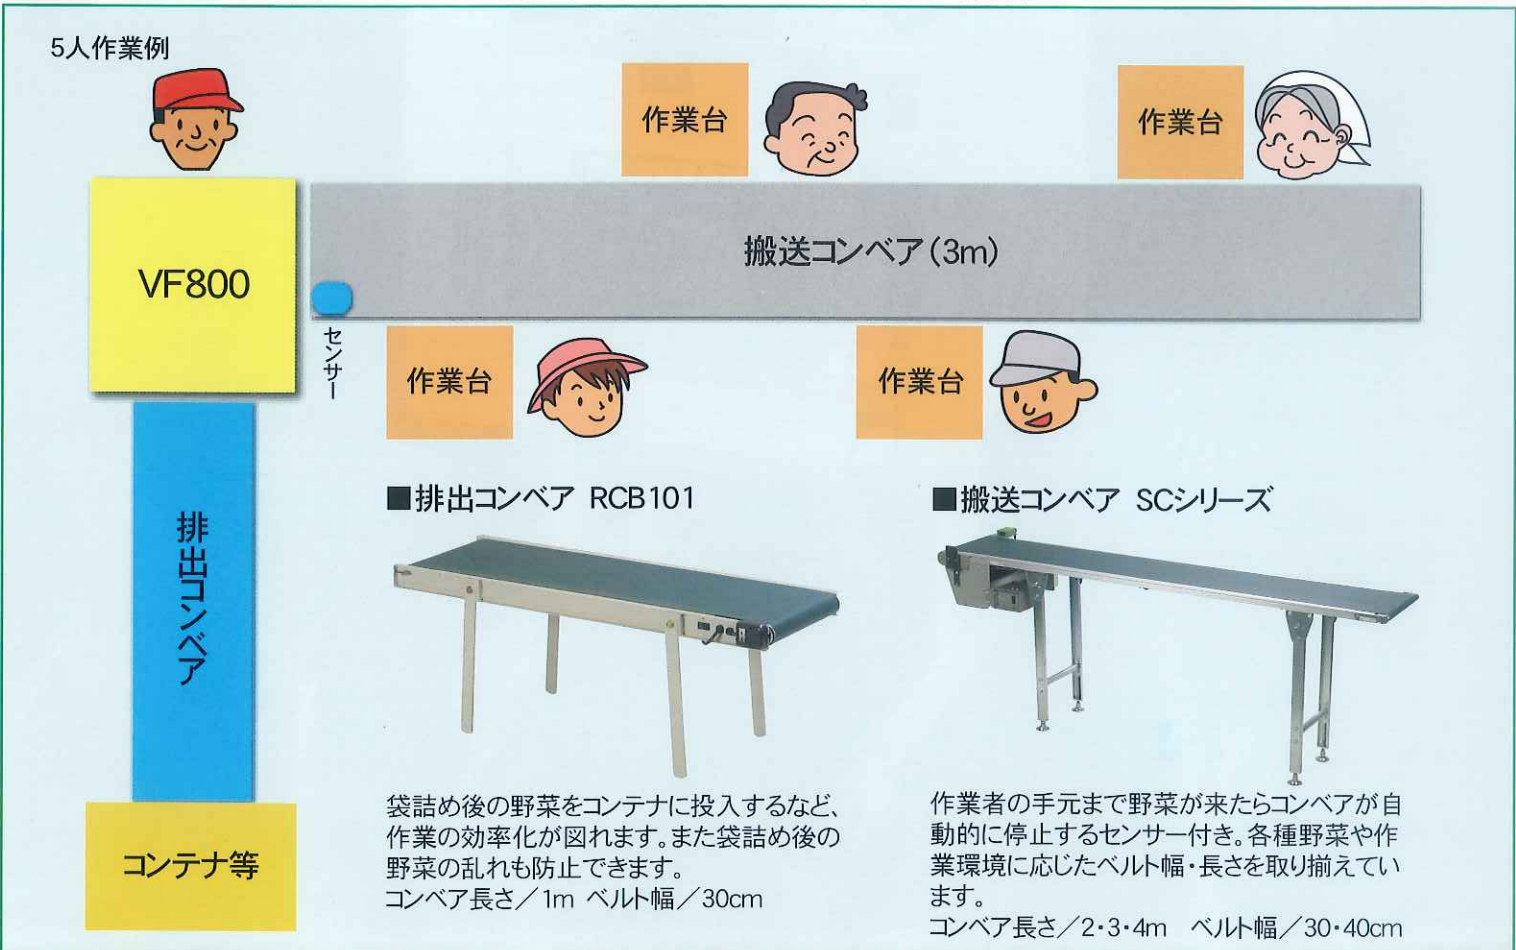 5人作業例
作業台
作業台
VF800
搬送コンベア（3m）
センサー
作業台
作業台
排出コンベア
■排出コンベア RCB101
■搬送コンベア SCシリーズ
袋詰め後の野菜をコンテナに投入するなど、
作業の効率化が図れます。また袋詰め後の
野菜の乱れも防止できます。
コンベア長さ／1m ベルト幅／30cm
作業者の手元まで野菜が来たらコンベアが自
動的に停止するセンサー付き。各種野菜や作
業環境に応じたベルト幅・長さを取り揃えてい
ます。
コンベア長さ／2・3・4m ベルト幅／30・40cm
コンテナ等